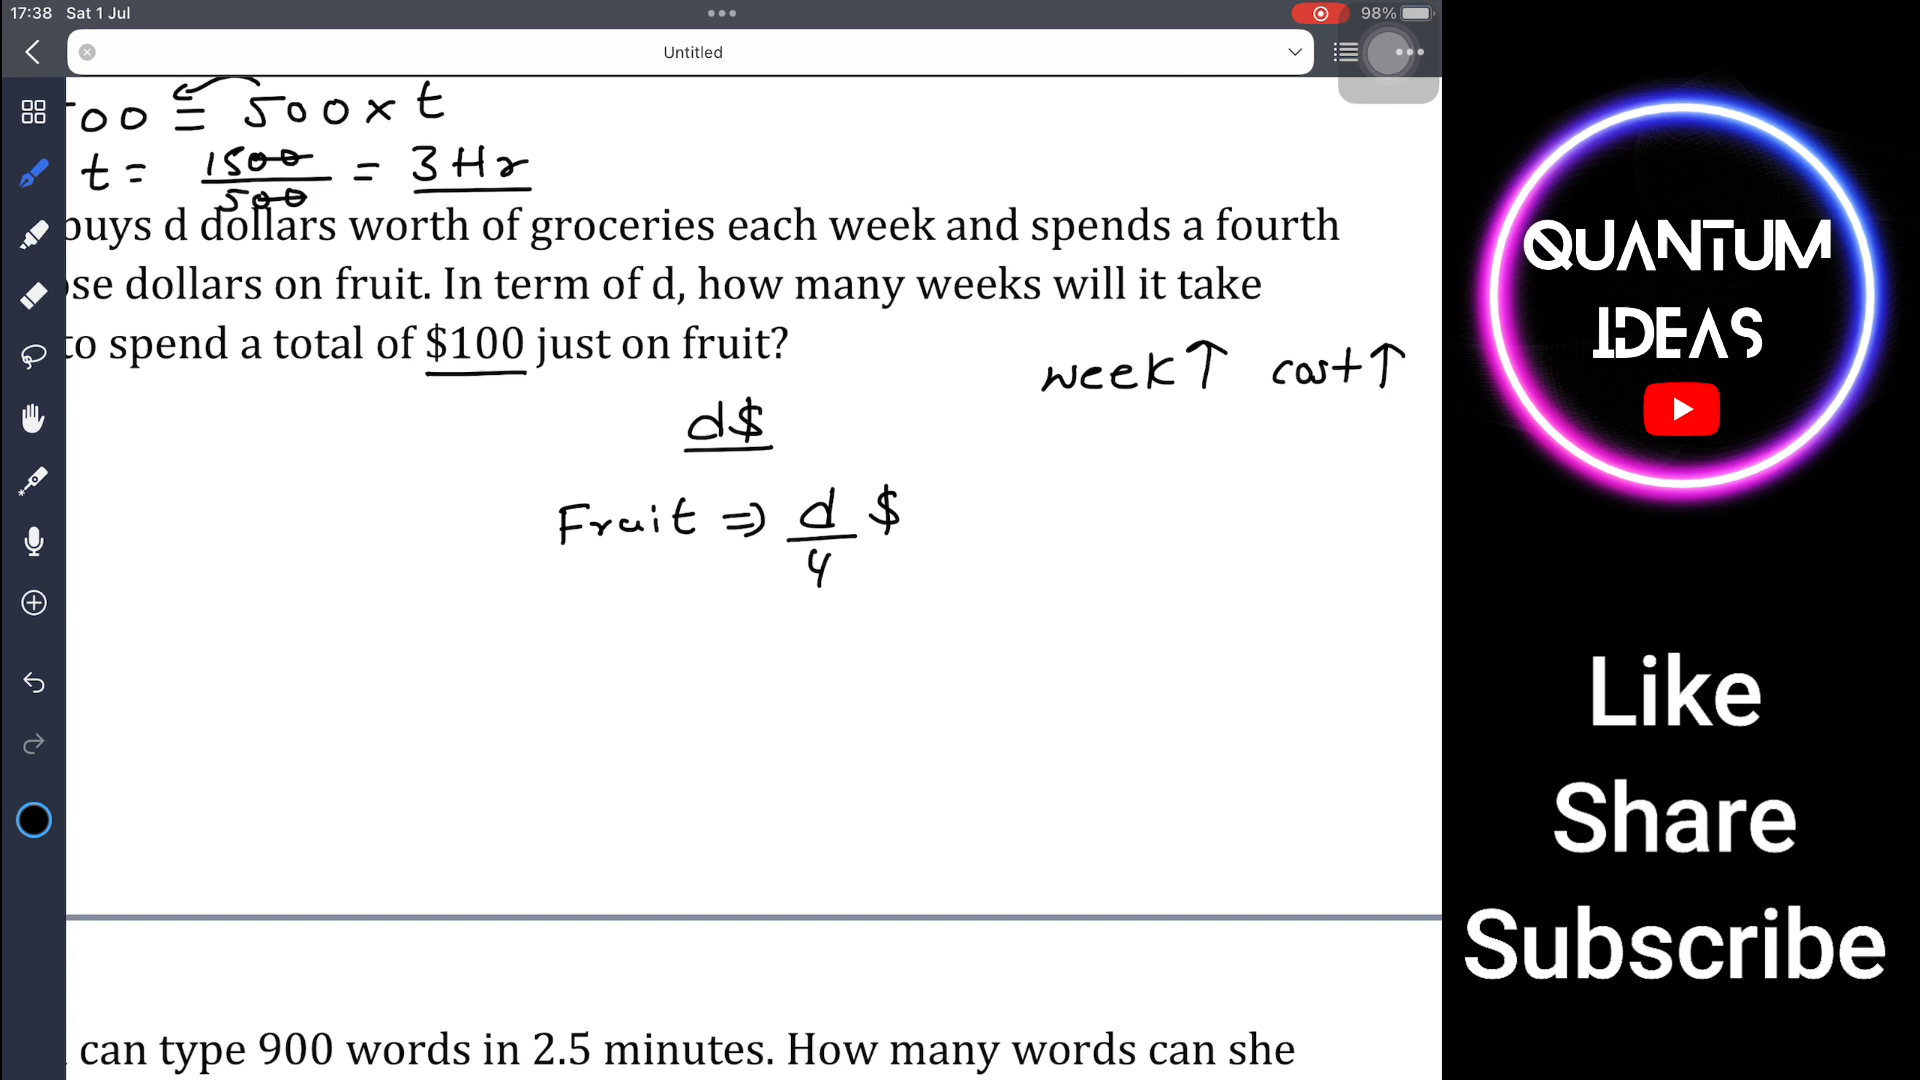 17:38 Sat 1 Jul
98%
Untitled
00 = 500 x t
t = 1500 / 500 = 3 Hr
buys d dollars worth of groceries each week and spends a fourth
se dollars on fruit. In term of d, how many weeks will it take
to spend a total of $100 just on fruit?
week ↑ cost ↑
d$
Fruit ⇒ d/4 $
can type 900 words in 2.5 minutes. How many words can she
QUANTUM
IDEAS
Like
Share
Subscribe